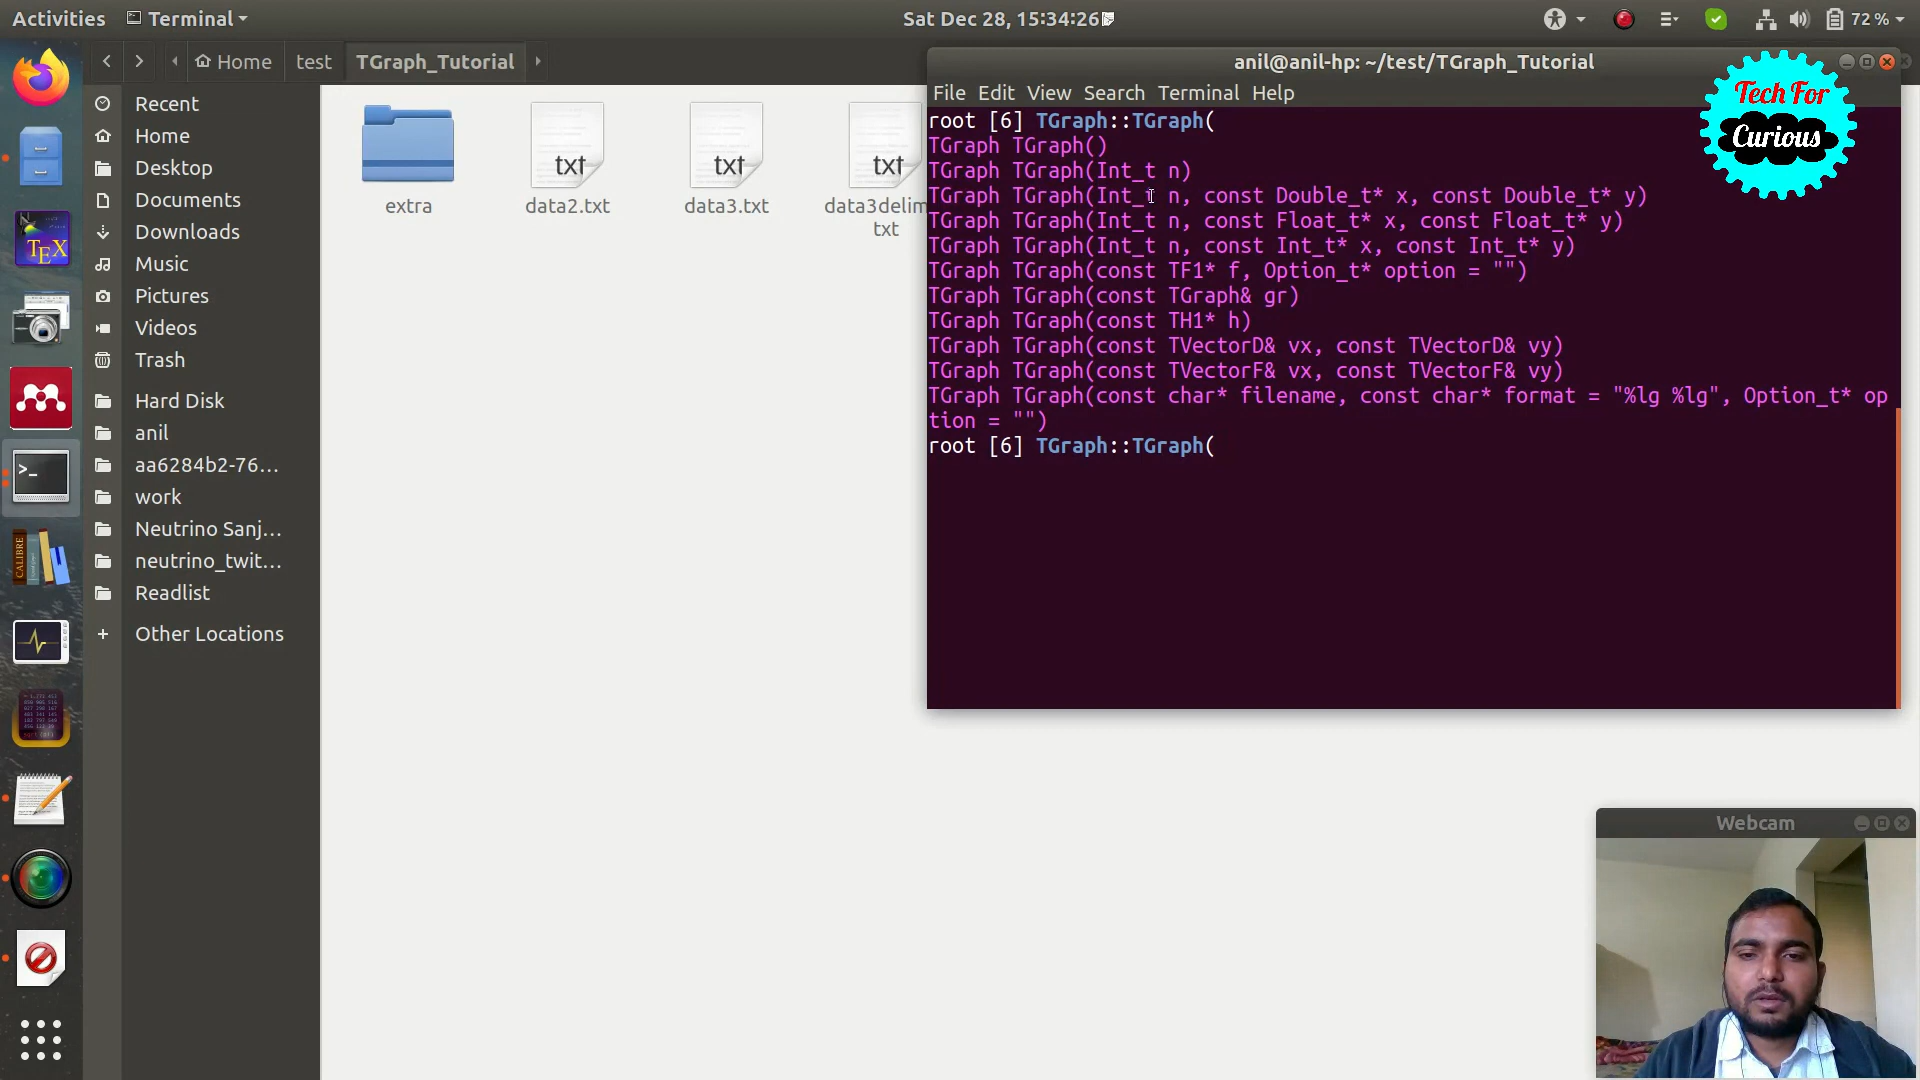 Activities
Terminal
Sat Dec 28, 15:34:26
72 %
Home
test
TGraph_Tutorial
Recent
Home
Desktop
Documents
Downloads
Music
Pictures
Videos
Trash
Hard Disk
anil
aa6284b2-76...
work
Neutrino Sanj...
neutrino_twit...
Readlist
Other Locations
TEX
CALIBRE
txt
txt
txt
extra
data2.txt
data3.txt
data3delim
txt
anil@anil-hp: ~/test/TGraph_Tutorial
File Edit View Search Terminal Help
root [6] TGraph::TGraph(
TGraph TGraph()
TGraph TGraph(Int_t n)
TGraph TGraph(Int_t n, const Double_t* x, const Double_t* y)
TGraph TGraph(Int_t n, const Float_t* x, const Float_t* y)
TGraph TGraph(Int_t n, const Int_t* x, const Int_t* y)
TGraph TGraph(const TF1* f, Option_t* option = "")
TGraph TGraph(const TGraph& gr)
TGraph TGraph(const TH1* h)
TGraph TGraph(const TVectorD& vx, const TVectorD& vy)
TGraph TGraph(const TVectorF& vx, const TVectorF& vy)
TGraph TGraph(const char* filename, const char* format = "%lg %lg", Option_t* op
tion = "")
root [6] TGraph::TGraph(
Tech For
Curious
Webcam